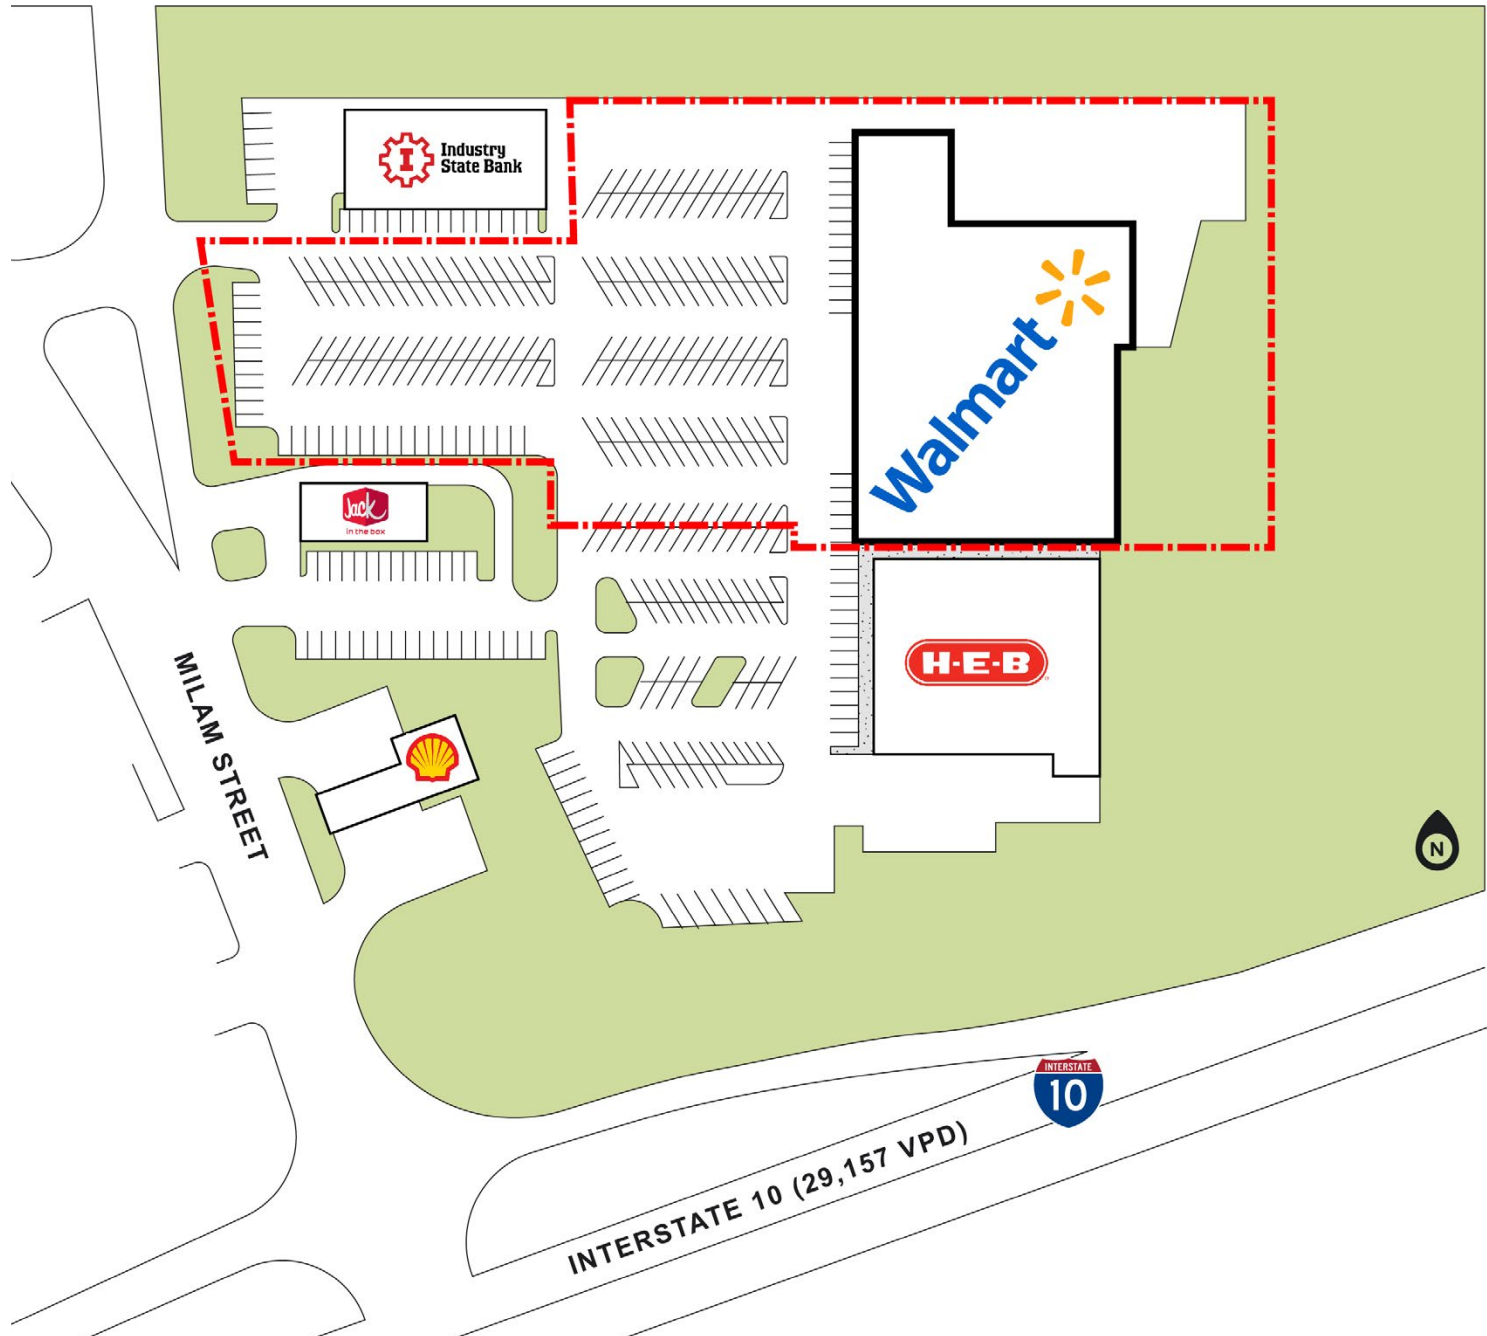 I
Industry
State Bank
Walmart
Jack
in the box
H-E-B
MILAM STREET
N
INTERSTATE
10
INTERSTATE 10 (29,157 VPD)